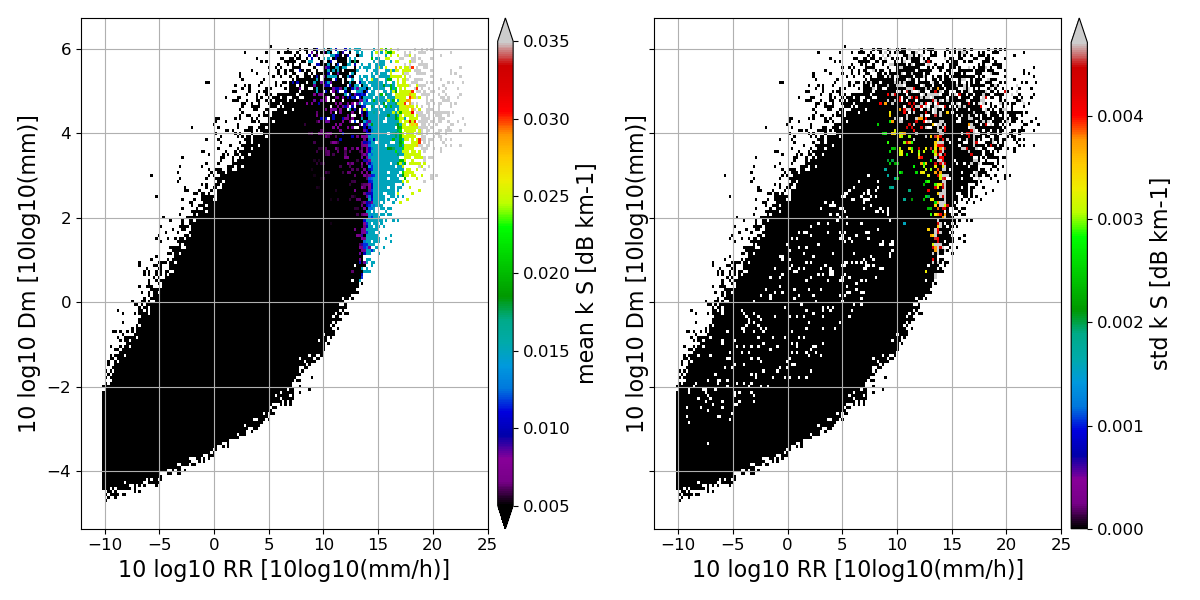 6
4
2
0
−2
−4
10 log10 Dm [10log10(mm)]
−10 −5 0 5 10 15 20 25
10 log10 RR [10log10(mm/h)]
0.035
0.030
0.025
0.020
0.015
0.010
0.005
mean k S [dB km-1]
10 log10 Dm [10log10(mm)]
−10 −5 0 5 10 15 20 25
10 log10 RR [10log10(mm/h)]
0.004
0.003
0.002
0.001
0.000
std k S [dB km-1]